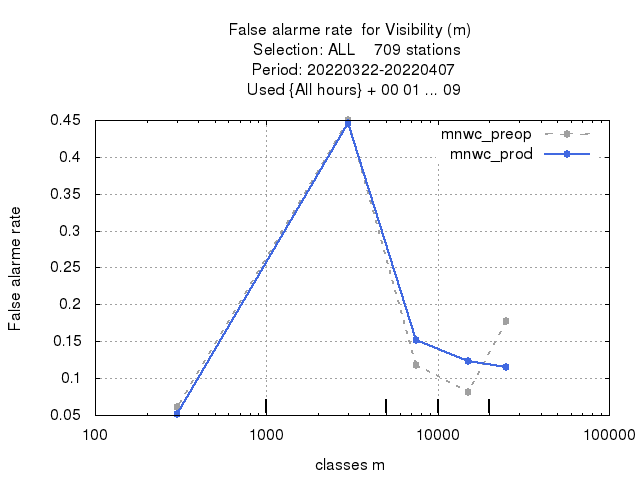 False alarme rate  for Visibility (m)
Selection: ALL    709 stations
Period: 20220322-20220407
Used {All hours} + 00 01 ... 09
mnwc_preop
mnwc_prod
0.45
0.4
0.35
0.3
0.25
0.2
0.15
0.1
0.05
False alarme rate
100
1000
10000
100000
classes m